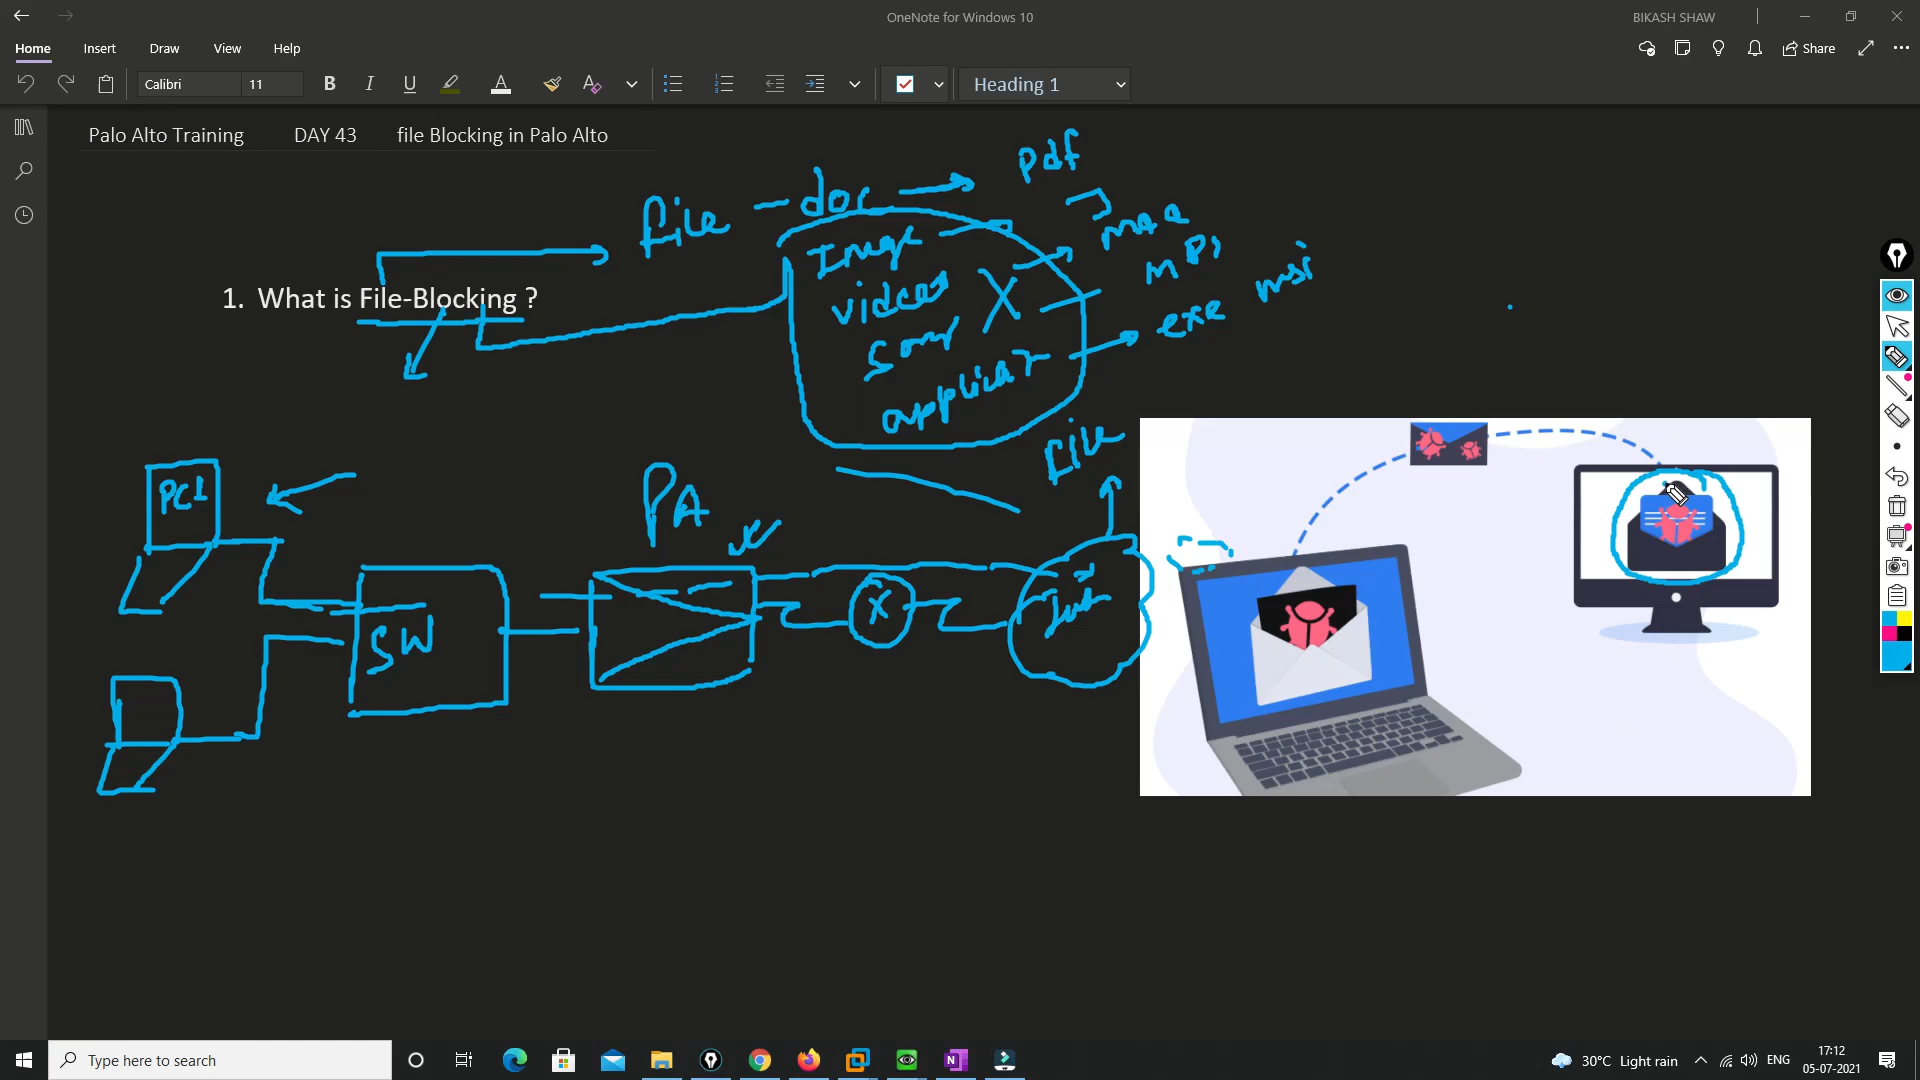 OneNote for Windows 10
BIKASH SHAW
Home Insert Draw View Help
Share
Calibri 11 B I U A A Heading 1
Palo Alto Training DAY 43 file Blocking in Palo Alto
pdf
file - doc
exe msi
1. What is File-Blocking ?
X
file
PC1
PA
SW
X
Type here to search
30°C Light rain
ENG
17:12
05-07-2021